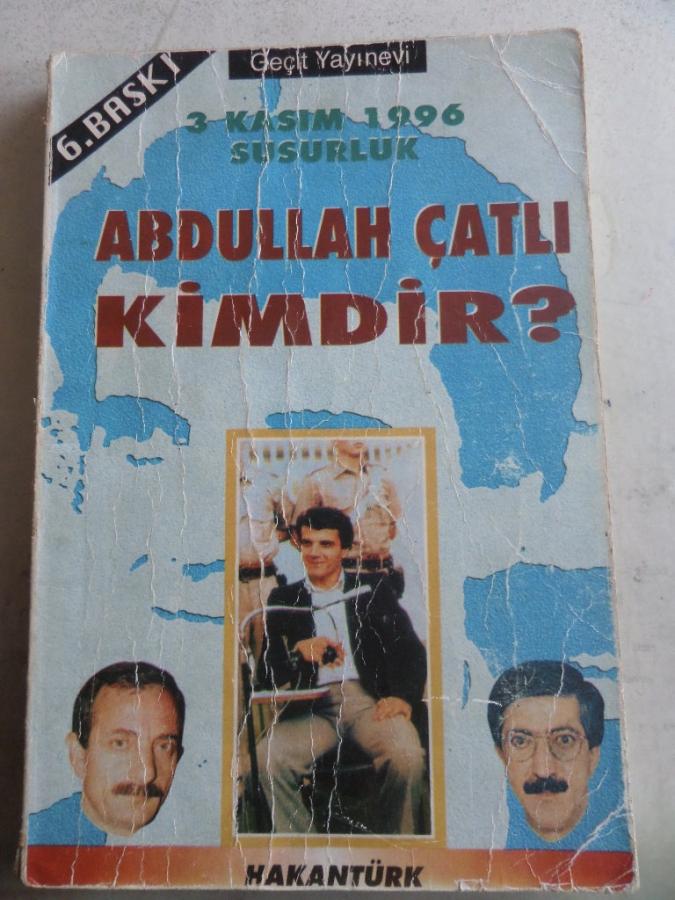 6.BASKI
Geçit Yayınevi
3 KASIM 1996
SUSURLUK
ABDULLAH ÇATLI
KİMDİR?
HAKANTÜRK